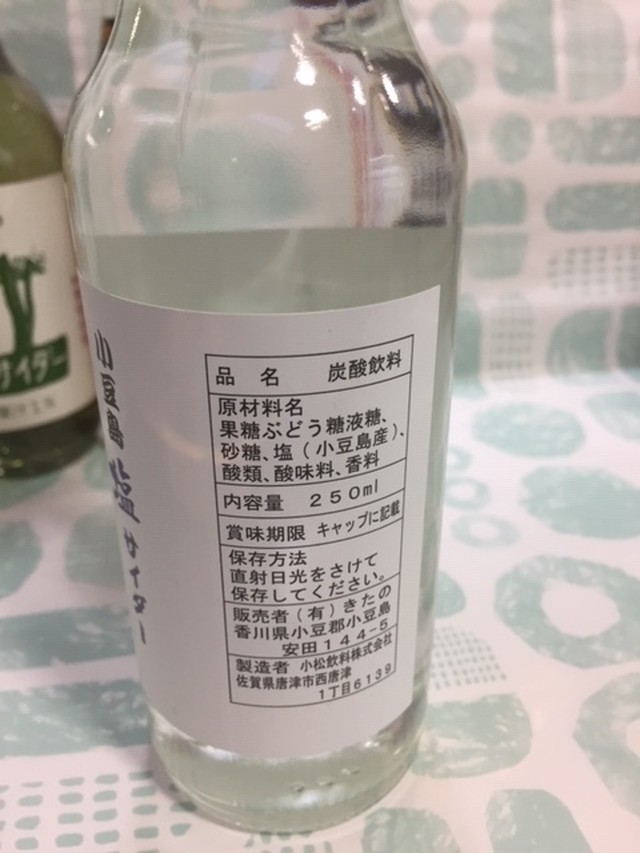 小豆島塩サイダー
品 名 炭酸飲料
原材料名
果糖ぶどう糖液糖、
砂糖、塩(小豆島産)、
酸類、酸味料、香料
内容量 250ml
賞味期限 キャップに記載
保存方法
直射日光をさけて
保存してください。
販売者(有)きたの
香川県小豆郡小豆島
安田144-5
製造者 小松飲料株式会社
佐賀県唐津市西唐津
1丁目6139
サイダー